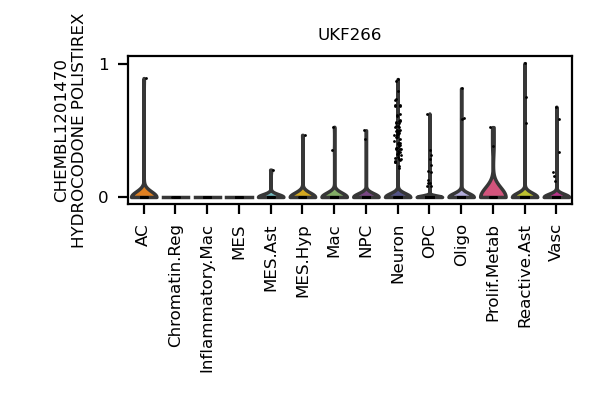 UKF266
CHEMBL1201470
HYDROCODONE POLISTIREX
1
0
AC
Chromatin.Reg
Inflammatory.Mac
MES
MES.Ast
MES.Hyp
Mac
NPC
Neuron
OPC
Oligo
Prolif.Metab
Reactive.Ast
Vasc